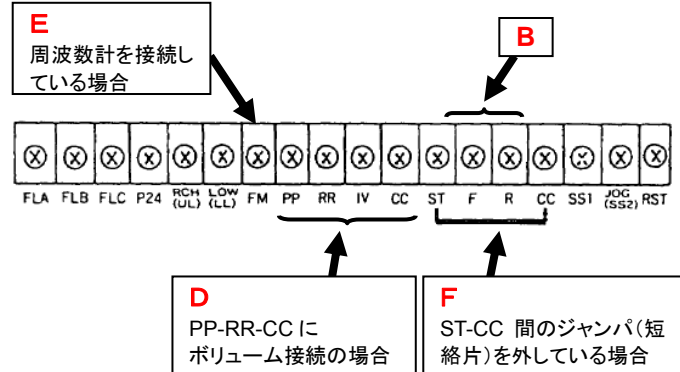 E
周波数計を接続し
ている場合
B
FLA FLB FLC P24 RCH (UL) LOW (LL) FM PP RR IV CC ST F R CC SS1 JOG (SS2) RST
D
PP-RR-CC に
ボリューム接続の場合
F
ST-CC 間のジャンパ(短
絡片)を外している場合